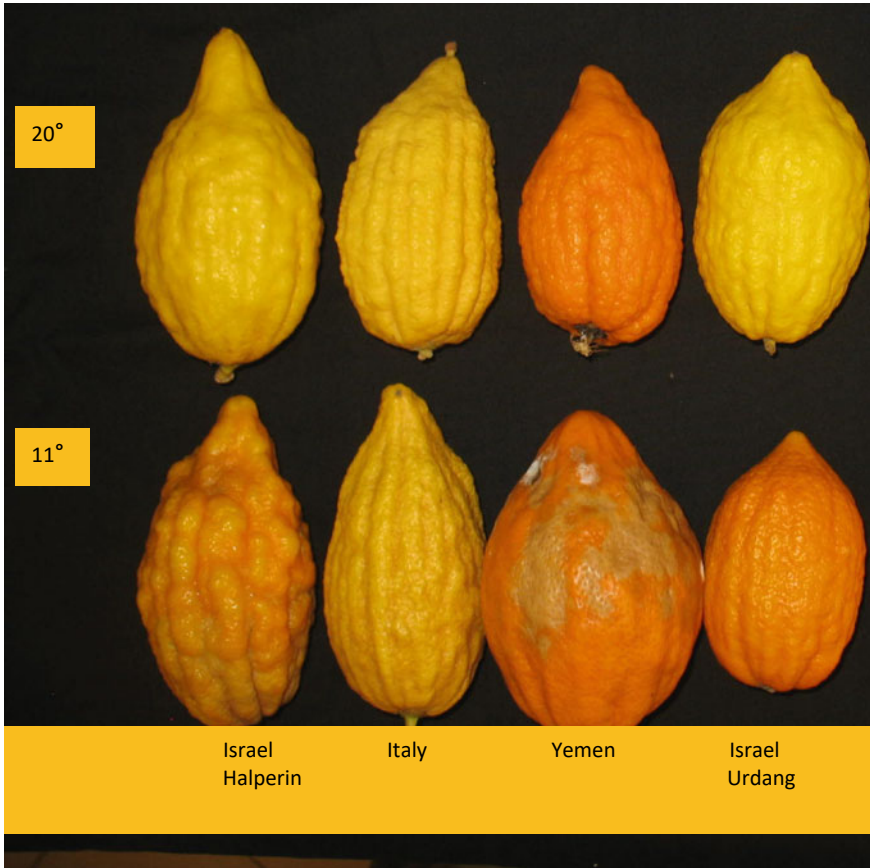 20°
11°
Israel Halperin
Italy
Yemen
Israel Urdang